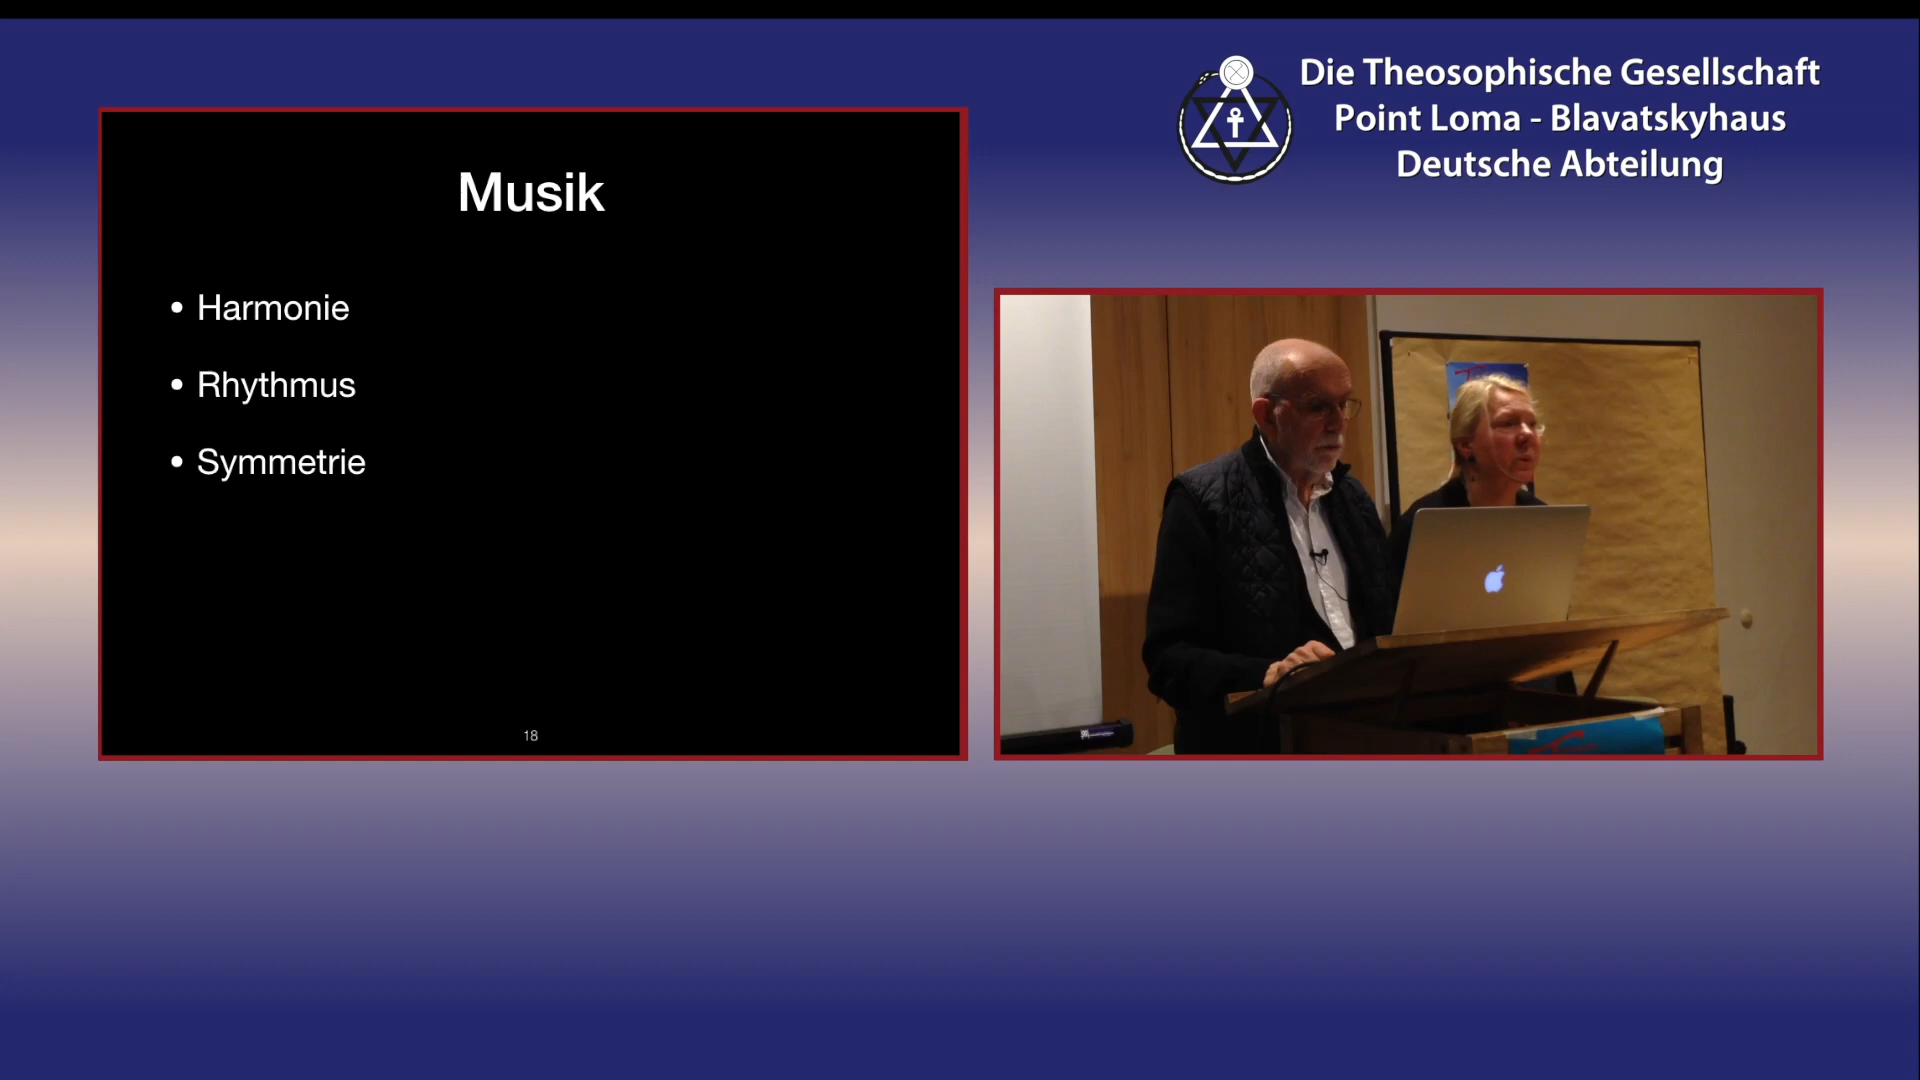 Die Theosophische Gesellschaft
Point Loma - Blavatskyhaus
Deutsche Abteilung
Musik
• Harmonie
• Rhythmus
• Symmetrie
18